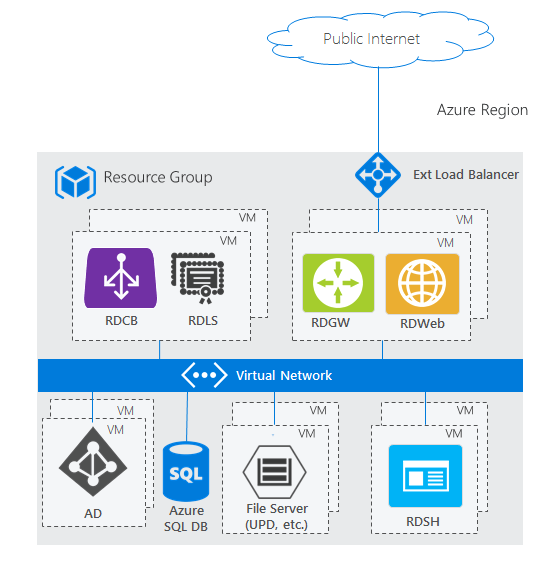 Public Internet
Azure Region
Resource Group
Ext Load Balancer
VM
VM
VM
VM
RDCB
RDLS
RDGW
RDWeb
Virtual Network
VM
VM
VM
VM
VM
VM
SQL
AD
Azure
SQL DB
File Server
(UPD, etc.)
RDSH